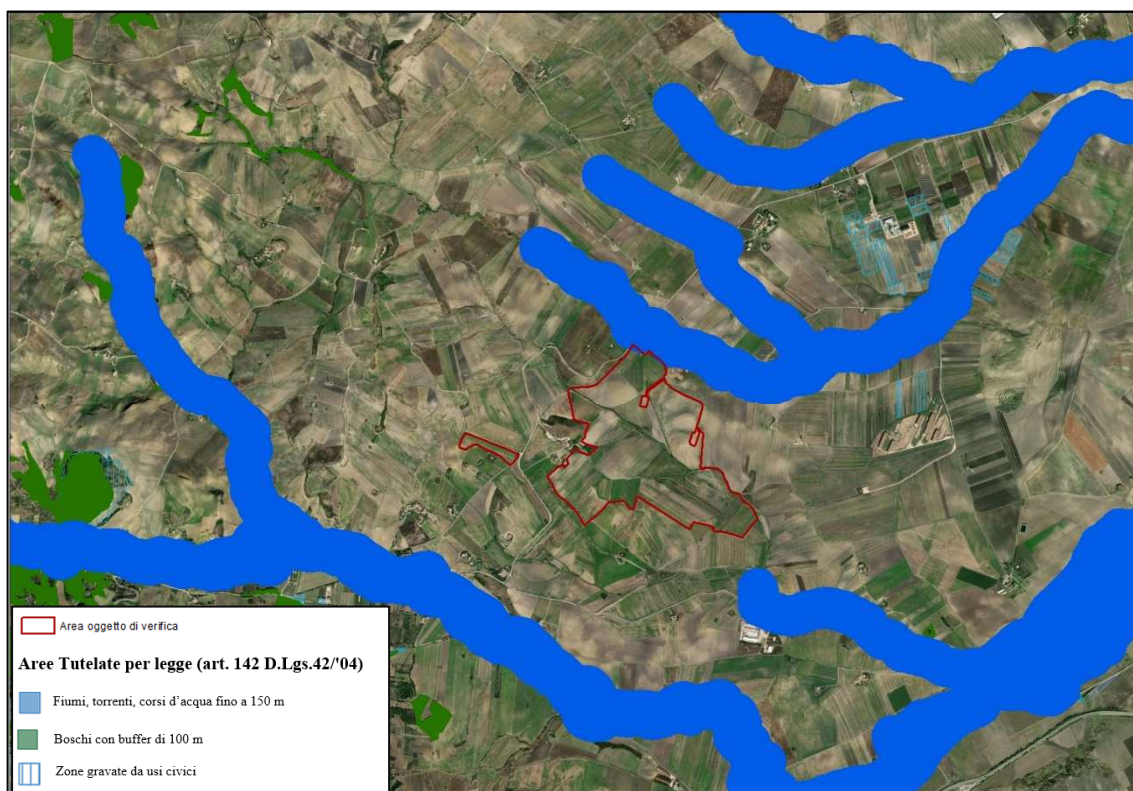 Area oggetto di verifica
Aree Tutelate per legge (art. 142 D.Lgs.42/'04)
Fiumi, torrenti, corsi d'acqua fino a 150 m
Boschi con buffer di 100 m
Zone gravate da usi civici